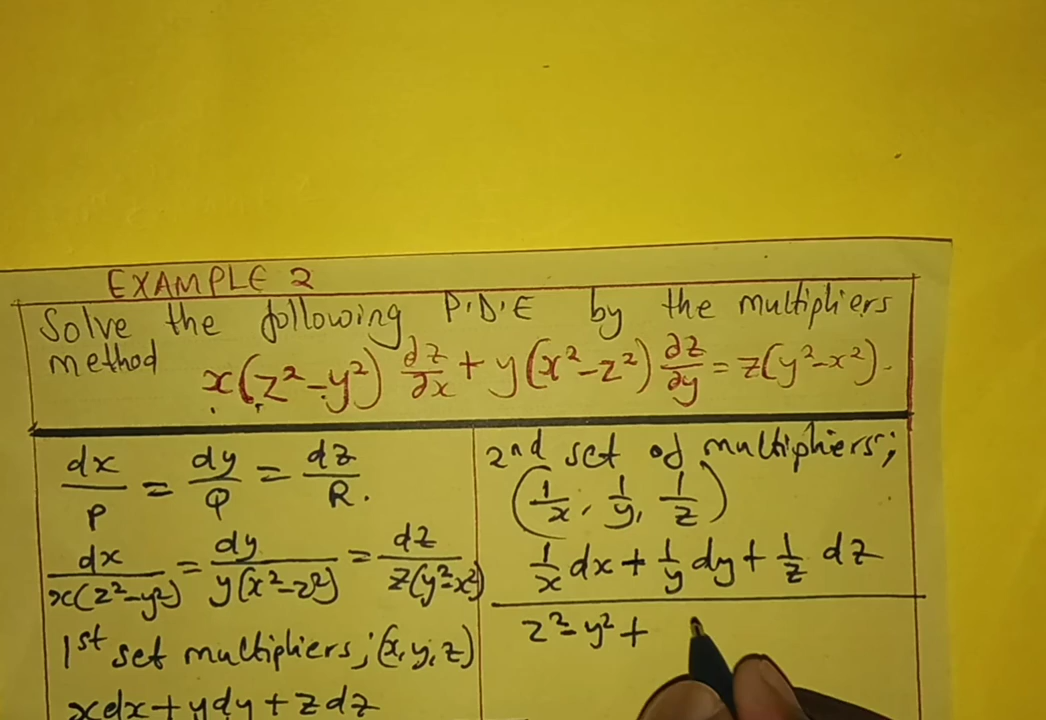 EXAMPLE 2
Solve the following P.D.E by the multipliers
method x(z²-y²) ∂z/∂x + y(x²-z²) ∂z/∂y = z(y²-x²).
dx/P = dy/Q = dz/R.
dx/x(z²-y²) = dy/y(x²-z²) = dz/z(y²-x²)
1st set multipliers; (x, y, z)
xdx+ydy+zdz
2nd set of multipliers;
(1/x, 1/y, 1/z)
1/x dx + 1/y dy + 1/z dz
z²-y²+